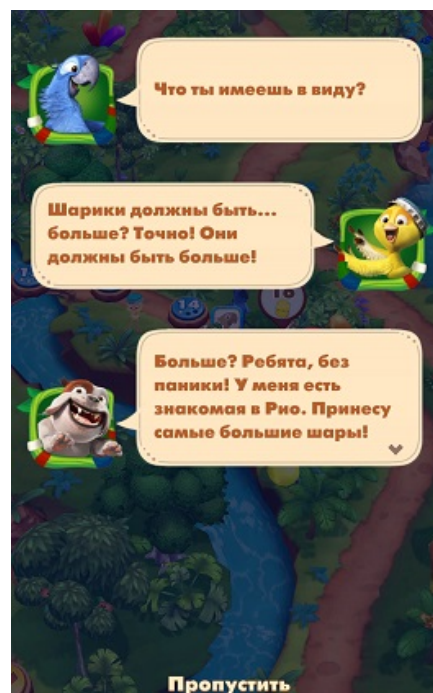 Что ты имеешь в виду?
Шарики должны быть...
больше? Точно! Они
должны быть больше!
14
Больше? Ребята, без
паники! У меня есть
знакомая в Рио. Принесу
самые большие шары!
Пропустить